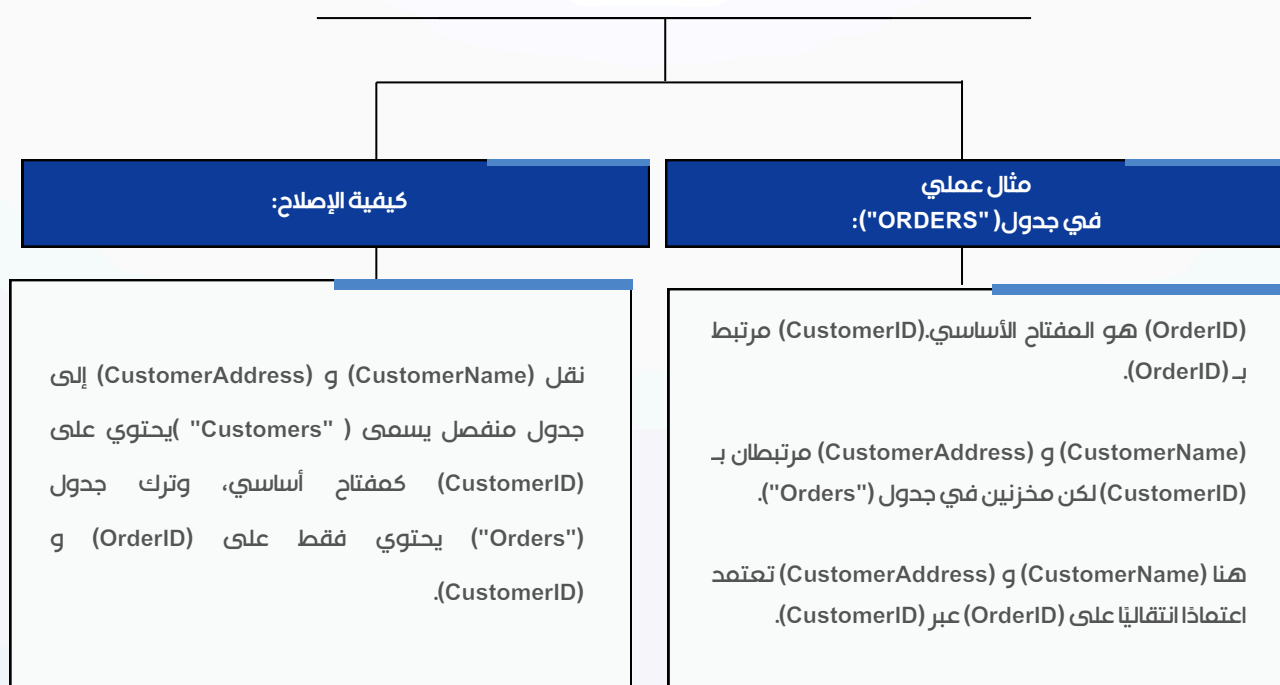 مثال عملي
في جدول( "ORDERS"):
(OrderID) هو المفتاح الأساسي.(CustomerID) مرتبط
بـ (OrderID).
(CustomerName) و (CustomerAddress) مرتبطان بـ
(CustomerID) لكن مخزنين في جدول ("Orders").
هنا (CustomerName) و (CustomerAddress) تعتمد
اعتمادًا انتقاليًا على (OrderID) عبر (CustomerID).
كيفية الإصلاح:
نقل (CustomerName) و (CustomerAddress) إلى
جدول منفصل يسمى ( "Customers" )يحتوي على
(CustomerID) كمفتاح أساسي، وترك جدول
("Orders") يحتوي فقط على (OrderID) و
(CustomerID).